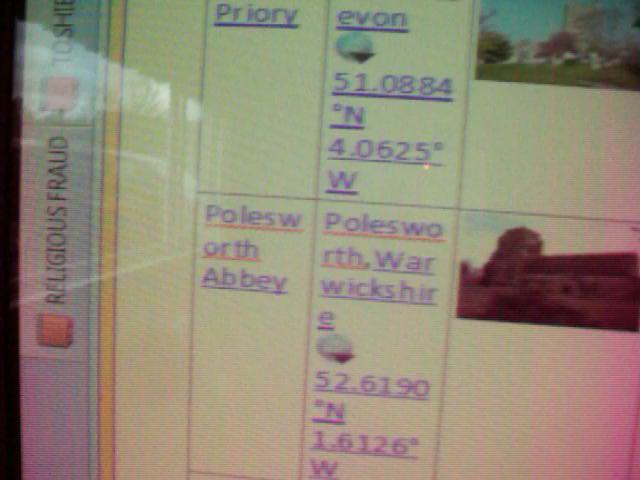 TOSHIB
RELIGIOUS FRAUD
Priory
evon
51.0884
°N
4.0625°
W
Polesw
orth
Abbey
Poleswo
rth,War
wickshir
e
52.6190
°N
1.6126°
W